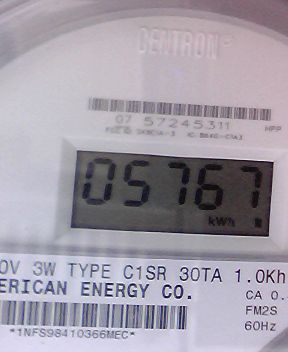 CENTRON®
07 57245311
05767
kWh
0V 3W TYPE C1SR 30TA 1.0Kh
ERICAN ENERGY CO.
CA 0.
FM2S
*1NFS98410366MEC*
60Hz